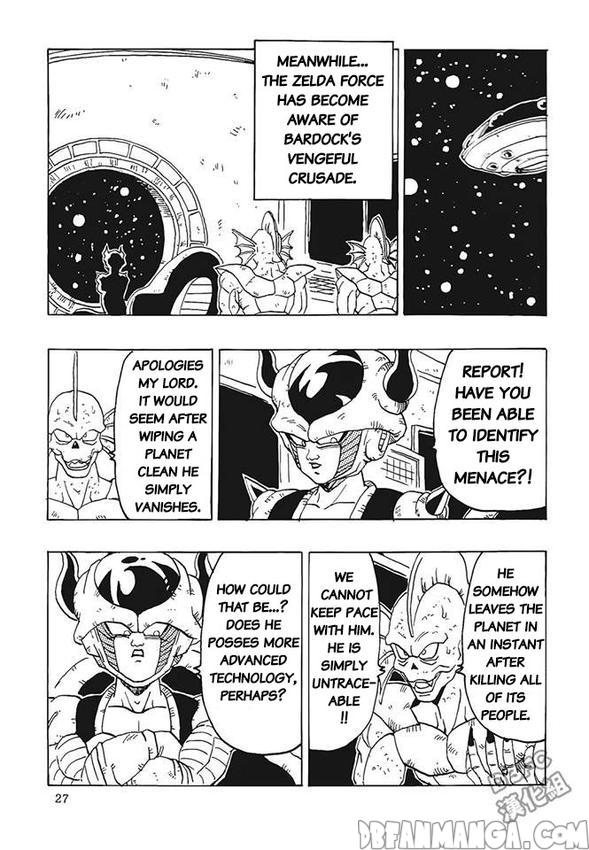 MEANWHILE...
THE ZELDA FORCE
HAS BECOME
AWARE OF
BARDOCK'S
VENGEFUL
CRUSADE.
REPORT!
HAVE YOU
BEEN ABLE
TO IDENTIFY
THIS
MENACE?!
APOLOGIES
MY LORD.
IT WOULD
SEEM AFTER
WIPING A
PLANET
CLEAN HE
SIMPLY
VANISHES.
HE
SOMEHOW
LEAVES THE
PLANET IN
AN INSTANT
AFTER
KILLING ALL
OF ITS
PEOPLE.
WE
CANNOT
KEEP PACE
WITH HIM.
HE IS
SIMPLY
UNTRACE-
ABLE
!!
HOW COULD
THAT BE...?
DOES HE
POSSES MORE
ADVANCED
TECHNOLOGY,
PERHAPS?
漢化組
27
DBFANMANGA.COM